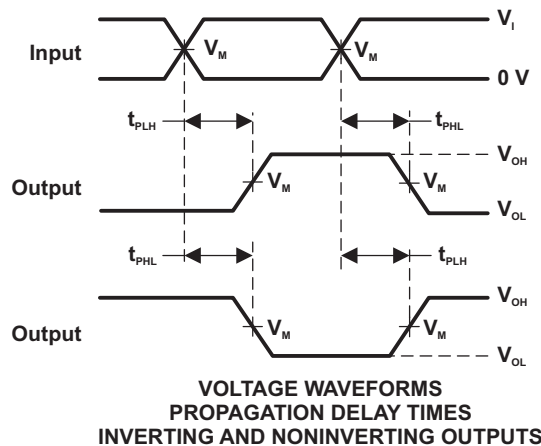 V_I
Input V_M V_M
0 V
t_PLH t_PHL
V_OH
Output V_M V_M
V_OL
t_PHL t_PLH
V_OH
Output V_M V_M
V_OL
VOLTAGE WAVEFORMS
PROPAGATION DELAY TIMES
INVERTING AND NONINVERTING OUTPUTS